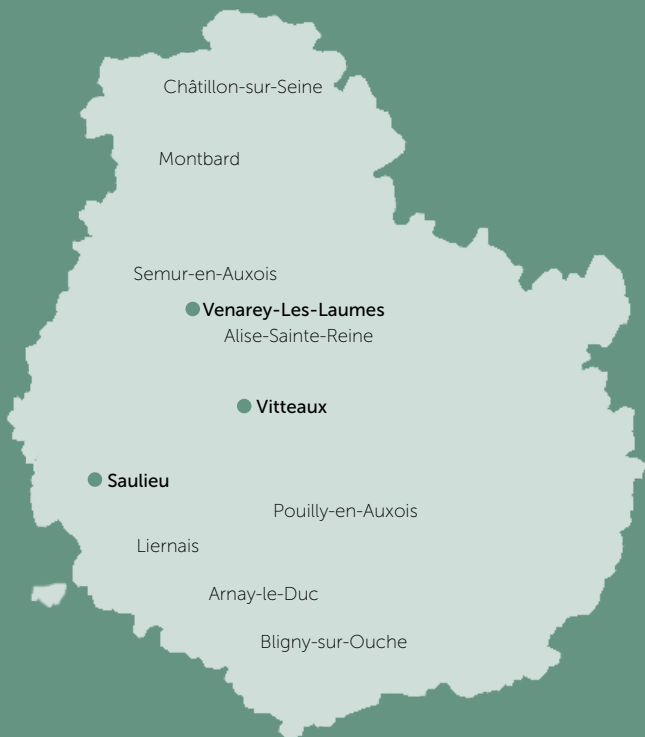 Châtillon-sur-Seine
Montbard
Semur-en-Auxois
Venarey-Les-Laumes
Alise-Sainte-Reine
Vitteaux
Saulieu
Pouilly-en-Auxois
Liernais
Arnay-le-Duc
Bligny-sur-Ouche